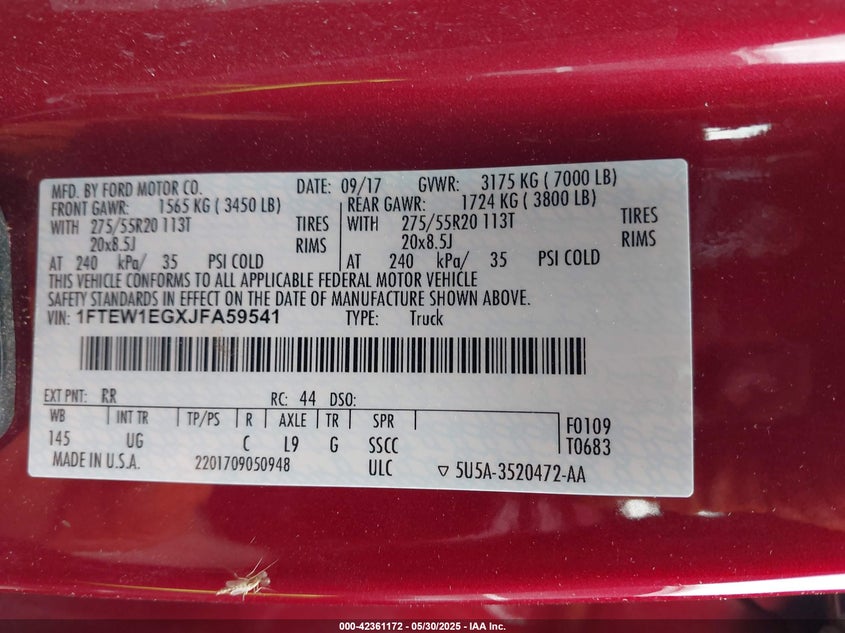 MFD. BY FORD MOTOR CO. DATE: 09/17 GVWR: 3175 KG ( 7000 LB)
FRONT GAWR: 1565 KG ( 3450 LB) REAR GAWR: 1724 KG ( 3800 LB)
WITH 275/55R20 113T TIRES WITH 275/55R20 113T TIRES
20x8.5J RIMS 20x8.5J RIMS
AT 240 kPa/ 35 PSI COLD AT 240 kPa/ 35 PSI COLD
THIS VEHICLE CONFORMS TO ALL APPLICABLE FEDERAL MOTOR VEHICLE
SAFETY STANDARDS IN EFFECT ON THE DATE OF MANUFACTURE SHOWN ABOVE.
VIN: 1FTEW1EGXJFA59541 TYPE: Truck
EXT PNT: RR RC: 44 DSO:
WB INT TR TP/PS R AXLE TR SPR F0109
145 UG C L9 G SSCC T0683
MADE IN U.S.A. 2201709050948 ULC ▽ 5U5A-3520472-AA
000-42361172 - 05/30/2025 - IAA Inc.